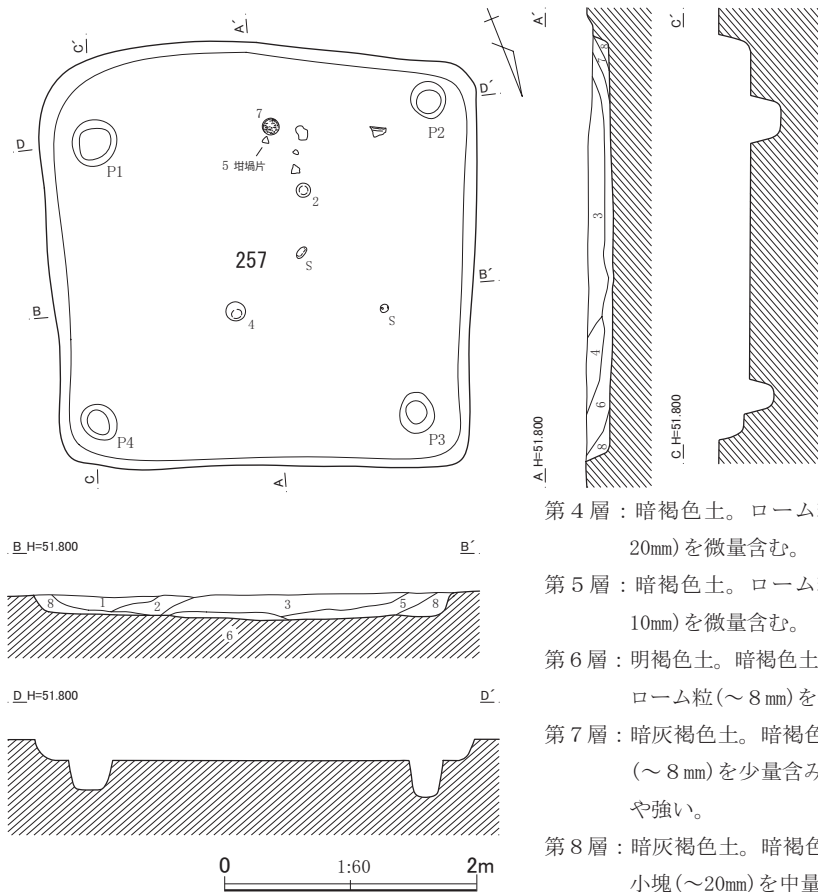 A´
C´
A´
C´
D´
7
P2
D
P1
5 坩堝片
2
257
S
B´
B
4
S
P4
P3
C
A
8
7
3
4
6
8
A H=51.800
C H=51.800
B H=51.800
B´
8
1
2
3
5
8
6
D H=51.800
D´
0
1:60
2m
第４層：暗褐色土。ローム
20㎜)を微量含む。
第５層：暗褐色土。ローム
10㎜)を微量含む。
第６層：明褐色土。暗褐色土
ローム粒(～８㎜)を
第７層：暗灰褐色土。暗褐色
(～８㎜)を少量含み
や強い。
第８層：暗灰褐色土。暗褐色
小塊(～20㎜)を中量